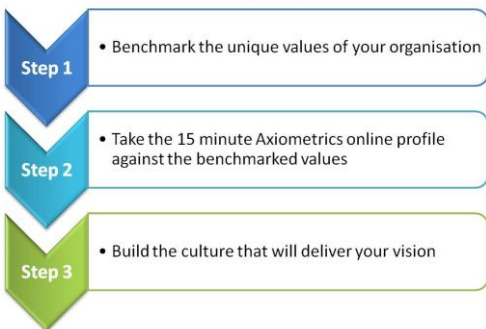 Step 1
• Benchmark the unique values of your organisation
Step 2
• Take the 15 minute Axiometrics online profile
against the benchmarked values
Step 3
• Build the culture that will deliver your vision